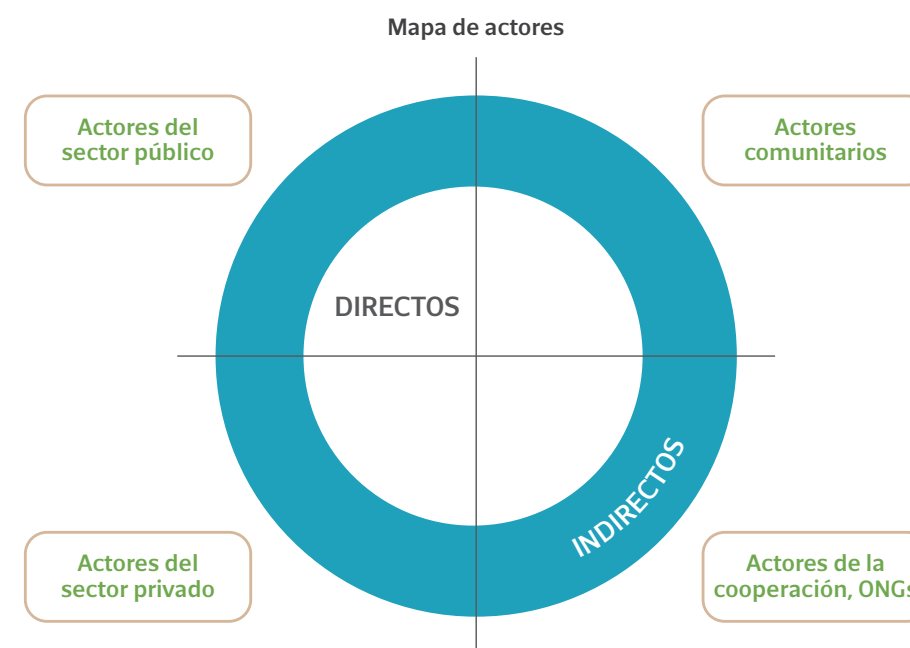 Mapa de actores
Actores del
sector público
Actores
comunitarios
DIRECTOS
INDIRECTOS
Actores del
sector privado
Actores de la
cooperación, ONGs